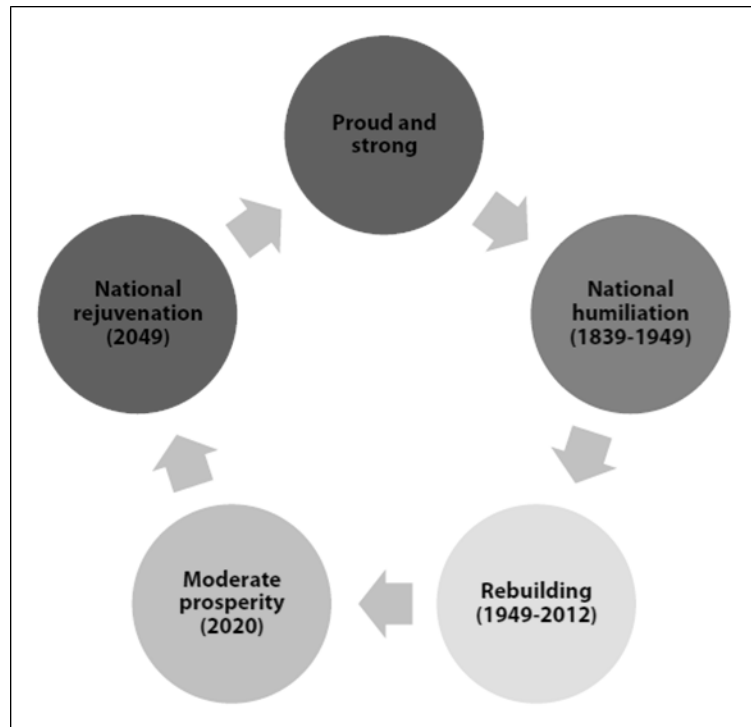 Proud and
strong
National
humiliation
(1839-1949)
Rebuilding
(1949-2012)
Moderate
prosperity
(2020)
National
rejuvenation
(2049)